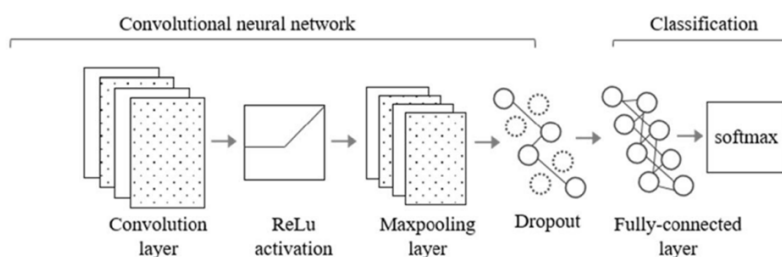 Convolutional neural network
Classification
softmax
Convolution
layer
ReLu
activation
Maxpooling
layer
Dropout
Fully-connected
layer